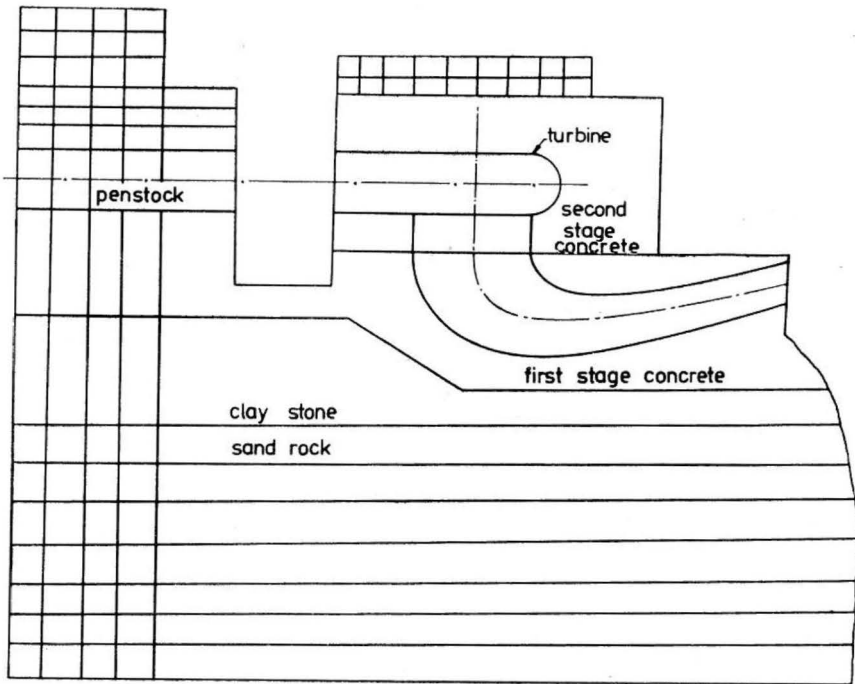 turbine
penstock
second
stage
concrete
first stage concrete
clay stone
sand rock